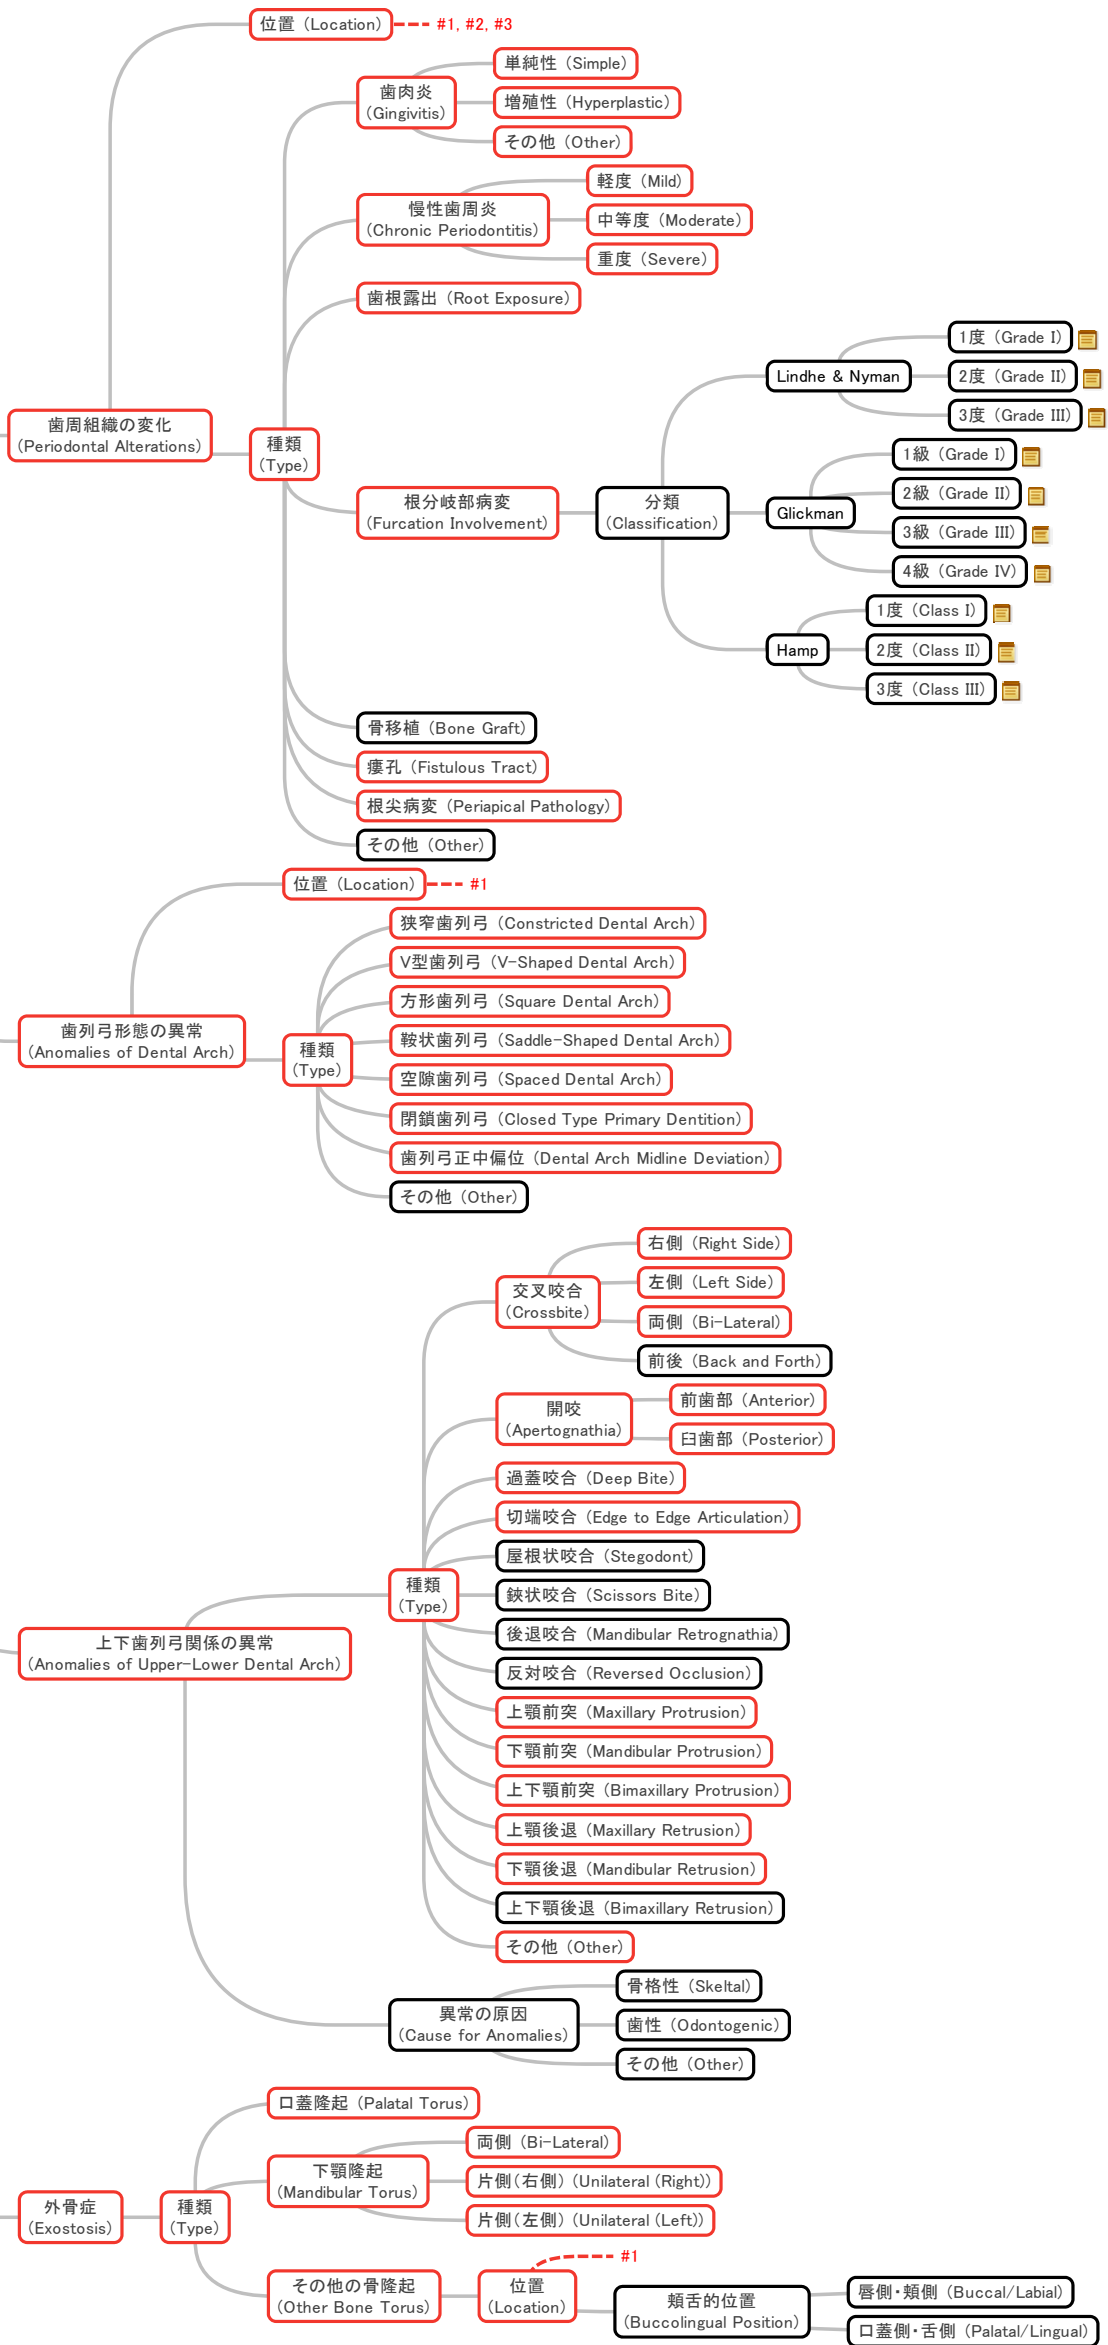 位置 (Location)
#1, #2, #3
単純性 (Simple)
歯肉炎
(Gingivitis)
増殖性 (Hyperplastic)
その他 (Other)
軽度 (Mild)
慢性歯周炎
(Chronic Periodontitis)
中等度 (Moderate)
重度 (Severe)
歯根露出 (Root Exposure)
歯周組織の変化
(Periodontal Alterations)
種類
(Type)
根分岐部病変
(Furcation Involvement)
分類
(Classification)
Lindhe & Nyman
1度 (Grade I)
2度 (Grade II)
3度 (Grade III)
Glickman
1級 (Grade I)
2級 (Grade II)
3級 (Grade III)
4級 (Grade IV)
Hamp
1度 (Class I)
2度 (Class II)
3度 (Class III)
骨移植 (Bone Graft)
瘻孔 (Fistulous Tract)
根尖病変 (Periapical Pathology)
その他 (Other)
位置 (Location)
#1
狭窄歯列弓 (Constricted Dental Arch)
V型歯列弓 (V-Shaped Dental Arch)
方形歯列弓 (Square Dental Arch)
歯列弓形態の異常
(Anomalies of Dental Arch)
種類
(Type)
鞍状歯列弓 (Saddle-Shaped Dental Arch)
空隙歯列弓 (Spaced Dental Arch)
閉鎖歯列弓 (Closed Type Primary Dentition)
歯列弓正中偏位 (Dental Arch Midline Deviation)
その他 (Other)
交叉咬合
(Crossbite)
右側 (Right Side)
左側 (Left Side)
両側 (Bi-Lateral)
前後 (Back and Forth)
開咬
(Apertognathia)
前歯部 (Anterior)
臼歯部 (Posterior)
過蓋咬合 (Deep Bite)
切端咬合 (Edge to Edge Articulation)
屋根状咬合 (Stegodont)
種類
(Type)
鋏状咬合 (Scissors Bite)
後退咬合 (Mandibular Retrognathia)
上下歯列弓関係の異常
(Anomalies of Upper-Lower Dental Arch)
反対咬合 (Reversed Occlusion)
上顎前突 (Maxillary Protrusion)
下顎前突 (Mandibular Protrusion)
上下顎前突 (Bimaxillary Protrusion)
上顎後退 (Maxillary Retrusion)
下顎後退 (Mandibular Retrusion)
上下顎後退 (Bimaxillary Retrusion)
その他 (Other)
異常の原因
(Cause for Anomalies)
骨格性 (Skeltal)
歯性 (Odontogenic)
その他 (Other)
口蓋隆起 (Palatal Torus)
下顎隆起
(Mandibular Torus)
両側 (Bi-Lateral)
片側(右側) (Unilateral (Right))
片側(左側) (Unilateral (Left))
外骨症
(Exostosis)
種類
(Type)
その他の骨隆起
(Other Bone Torus)
位置
(Location)
#1
頬舌的位置
(Buccolingual Position)
唇側・頬側 (Buccal/Labial)
口蓋側・舌側 (Palatal/Lingual)